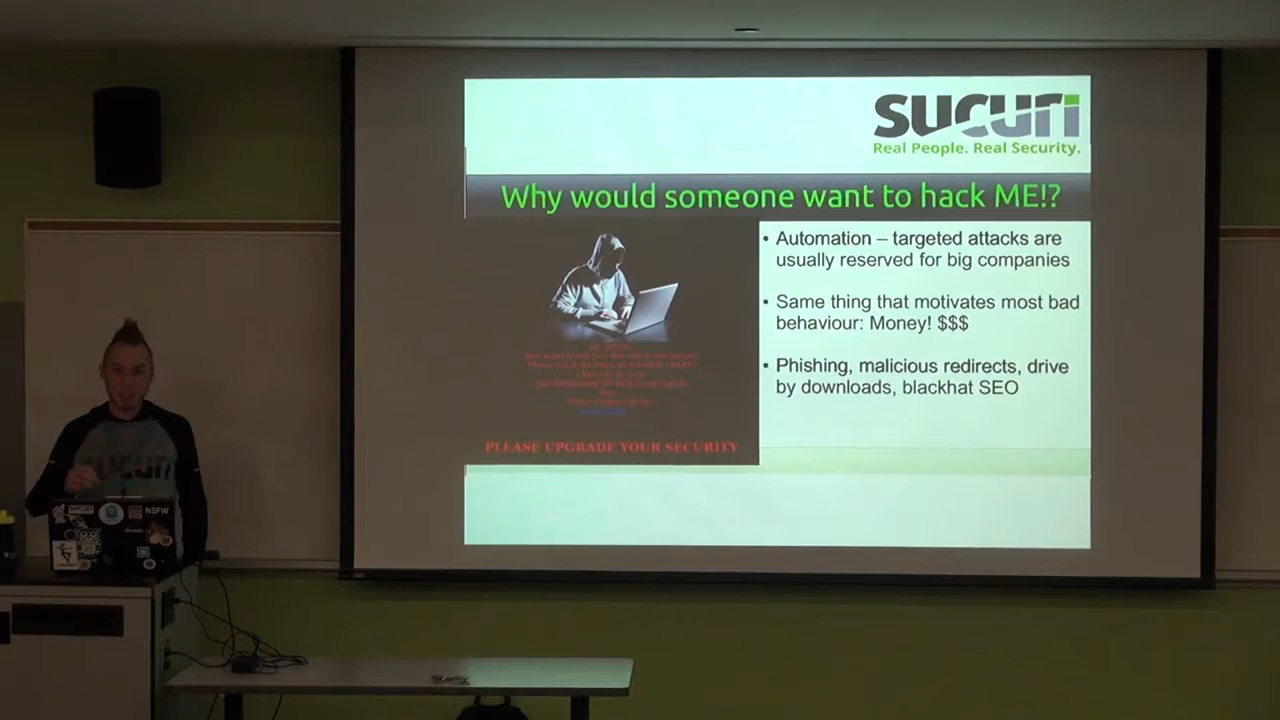 sucuri
Real People. Real Security.
Why would someone want to hack ME!?
• Automation – targeted attacks are
usually reserved for big companies
• Same thing that motivates most bad
behaviour: Money! $$$
• Phishing, malicious redirects, drive
by downloads, blackhat SEO
PLEASE UPGRADE YOUR SECURITY
sucuri
NSFW